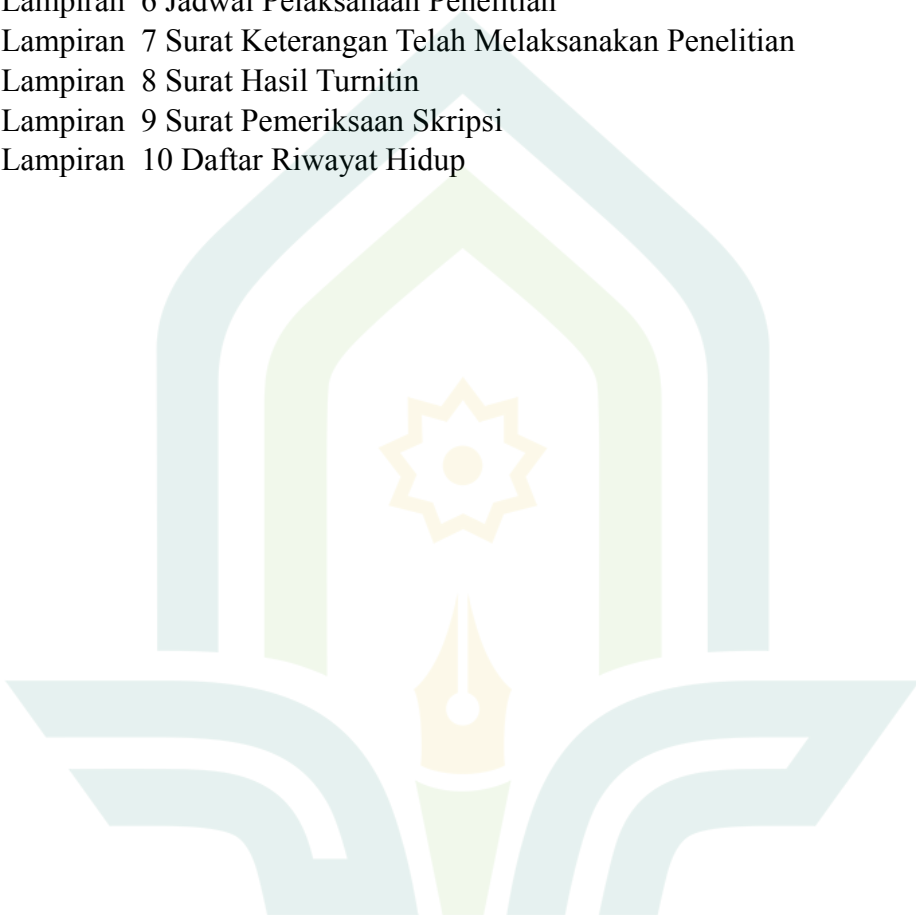 Lampiran 6 Jadwal Pelaksanaan Penelitian
Lampiran 7 Surat Keterangan Telah Melaksanakan Penelitian
Lampiran 8 Surat Hasil Turnitin
Lampiran 9 Surat Pemeriksaan Skripsi
Lampiran 10 Daftar Riwayat Hidup